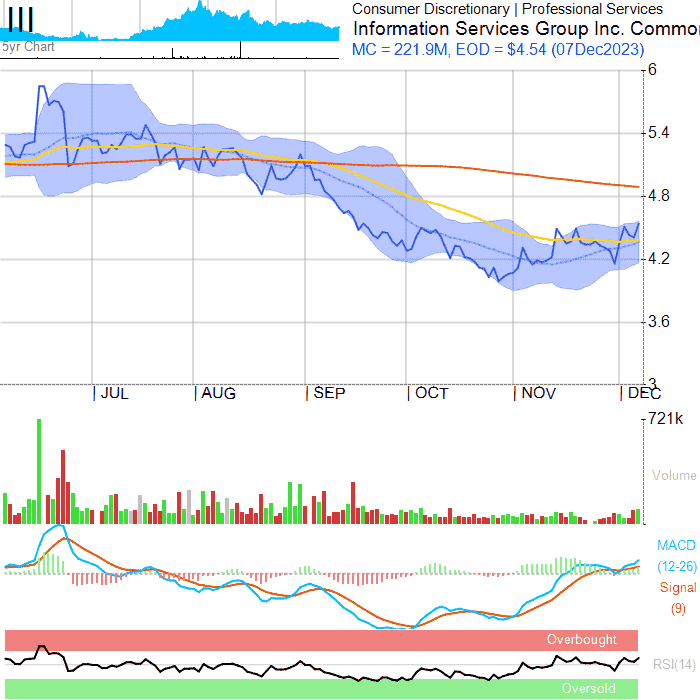 III
5yr Chart
Consumer Discretionary | Professional Services
Information Services Group Inc. Commo
MC = 221.9M, EOD = $4.54 (07Dec2023)
6
5.4
4.8
4.2
3.6
3
JUL
AUG
SEP
OCT
NOV
DEC
721k
Volume
MACD
(12-26)
Signal
(9)
Overbought
RSI(14)
Oversold